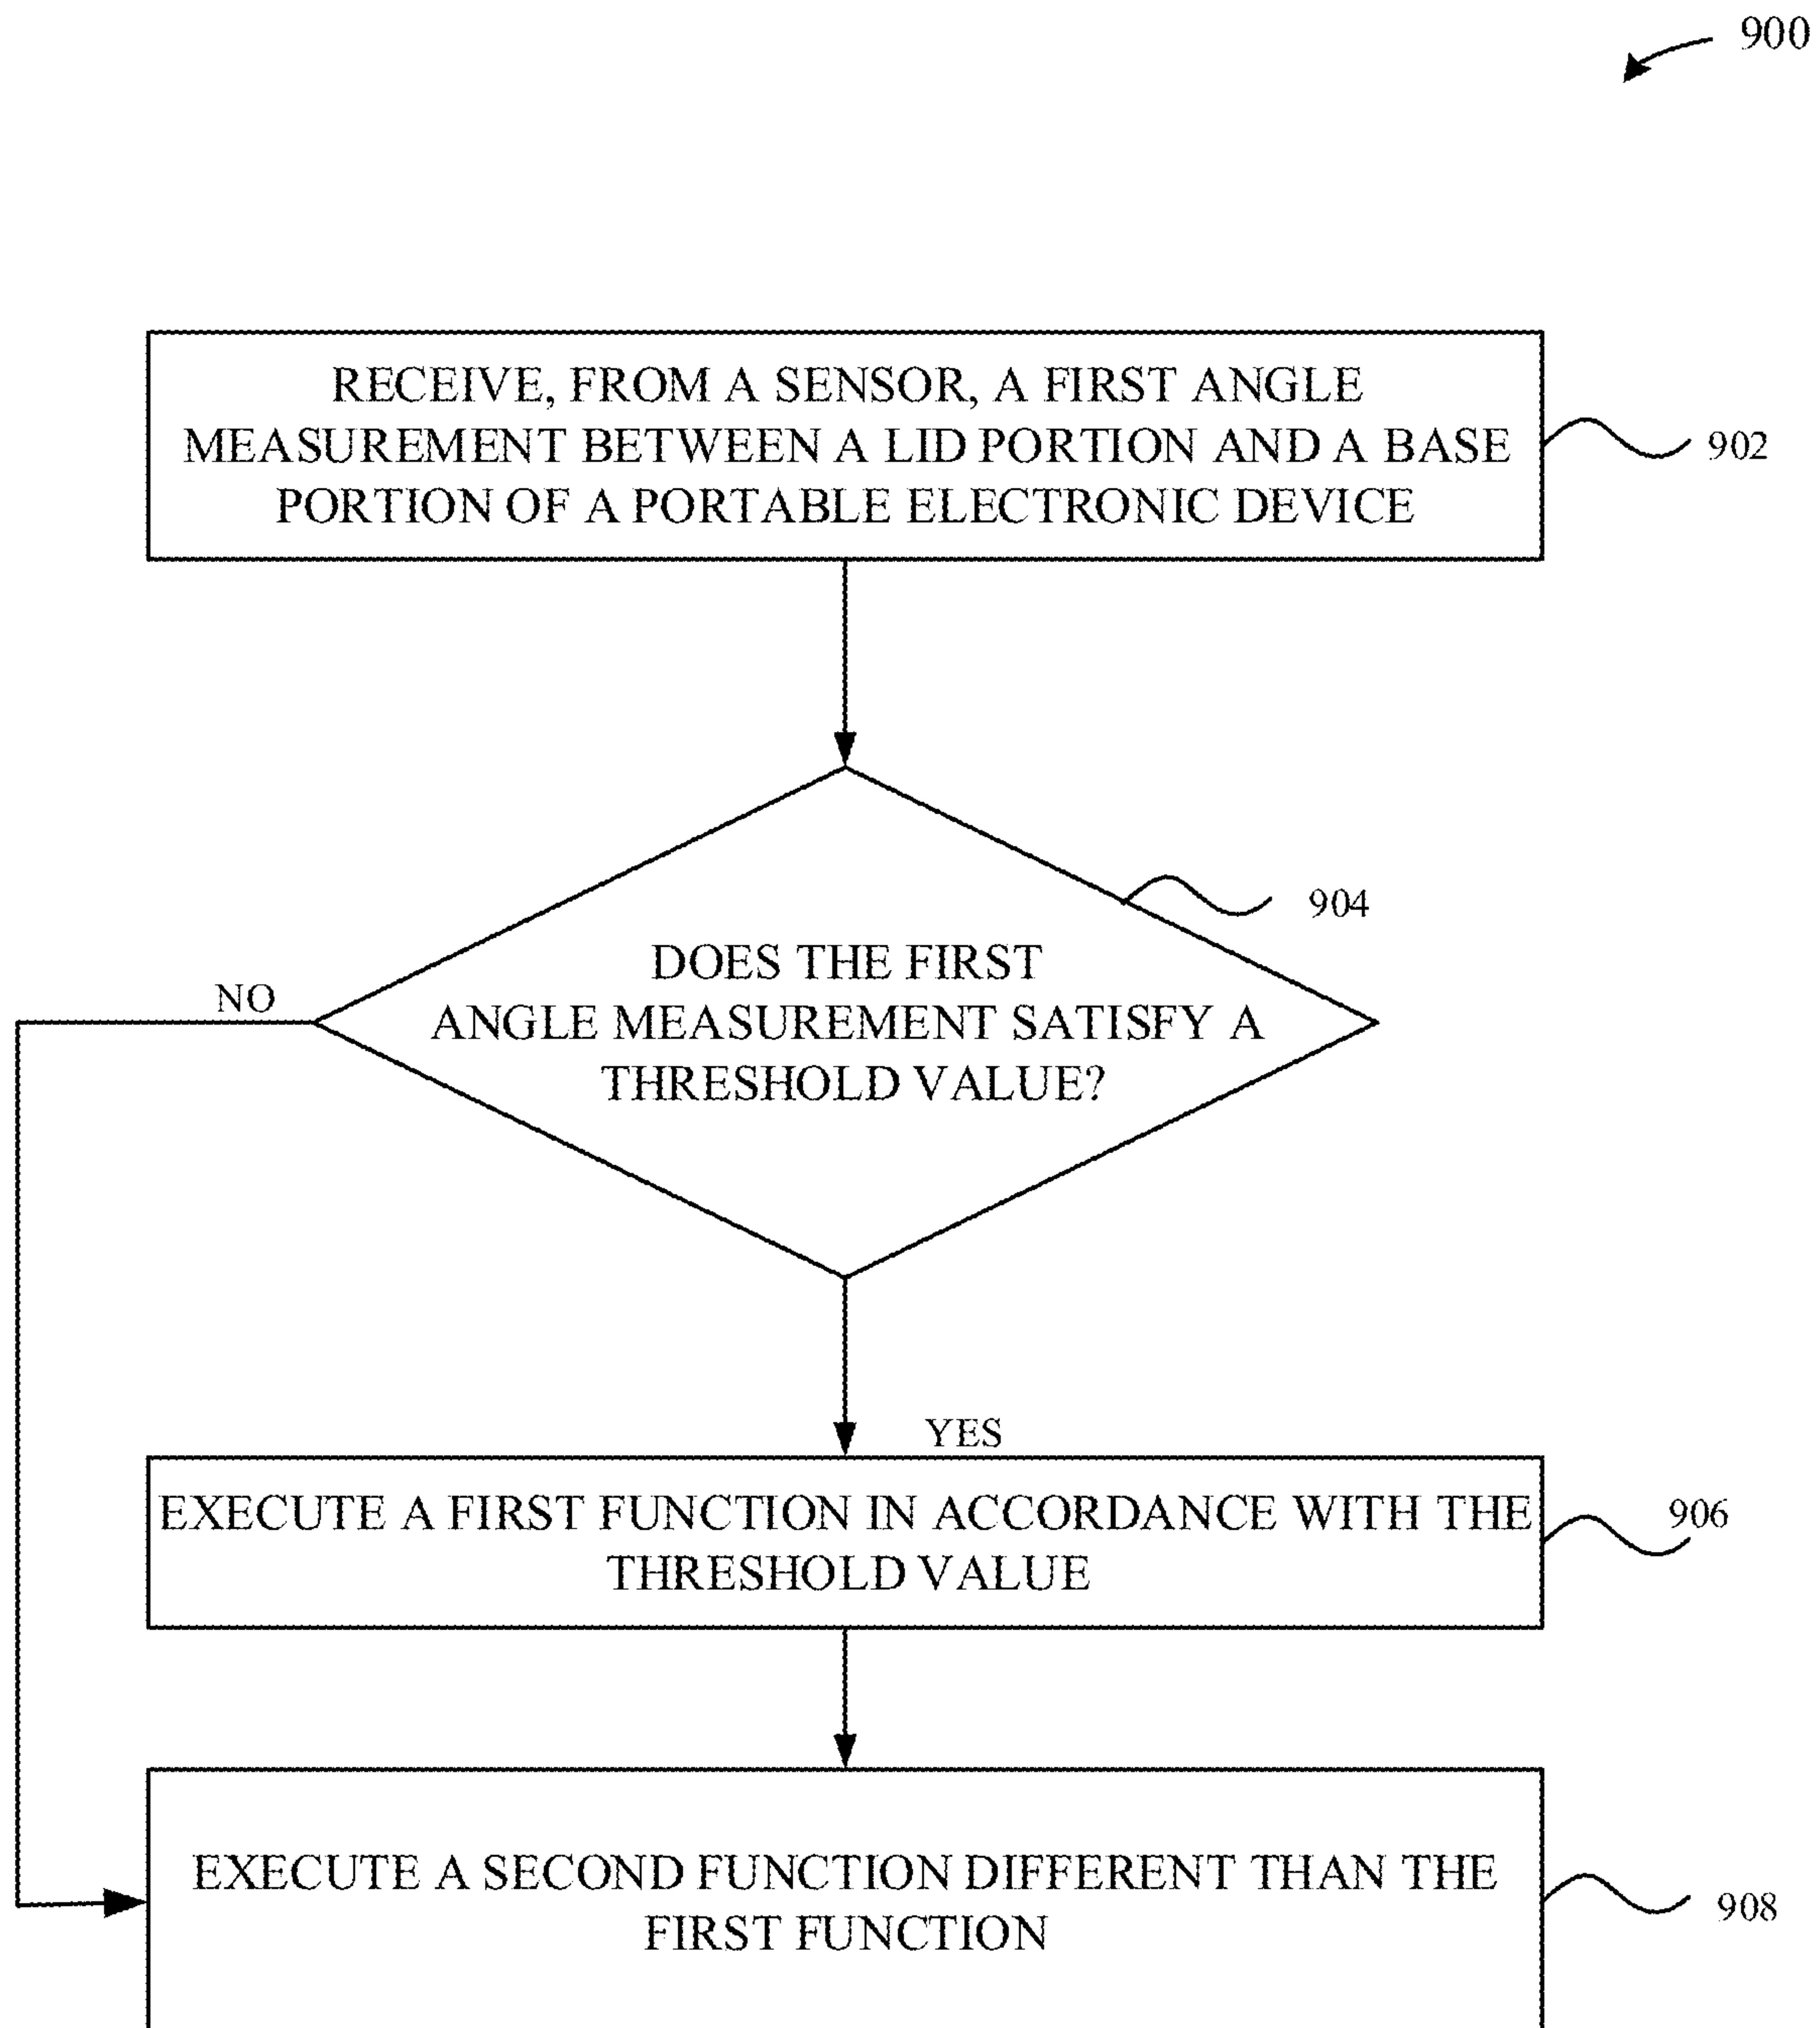 900
RECEIVE, FROM A SENSOR, A FIRST ANGLE
MEASUREMENT BETWEEN A LID PORTION AND A BASE
PORTION OF A PORTABLE ELECTRONIC DEVICE
902
904
DOES THE FIRST
ANGLE MEASUREMENT SATISFY A
THRESHOLD VALUE?
NO
YES
EXECUTE A FIRST FUNCTION IN ACCORDANCE WITH THE
THRESHOLD VALUE
906
EXECUTE A SECOND FUNCTION DIFFERENT THAN THE
FIRST FUNCTION
908